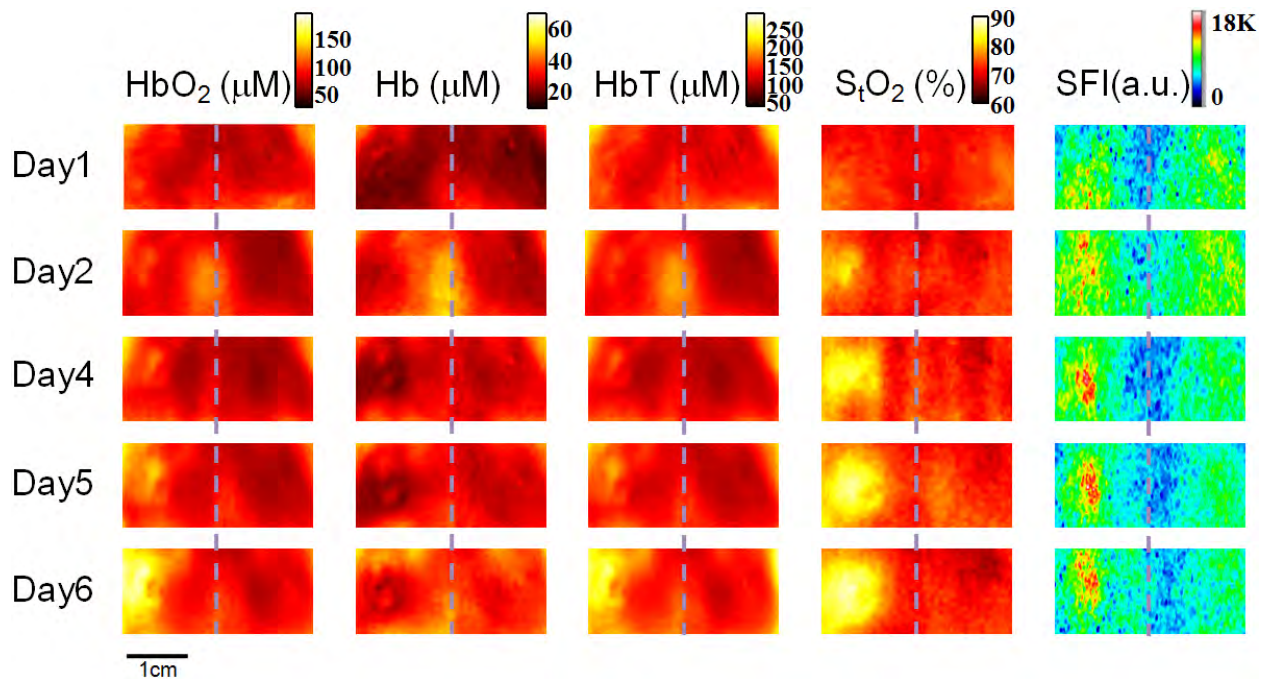 HbO₂ (μM) 150 100 50
Hb (μM) 60 40 20
HbT (μM) 250 200 150 100 50
SₜO₂ (%) 90 80 70 60
SFI(a.u.) 18K 0
Day1
Day2
Day4
Day5
Day6
1cm